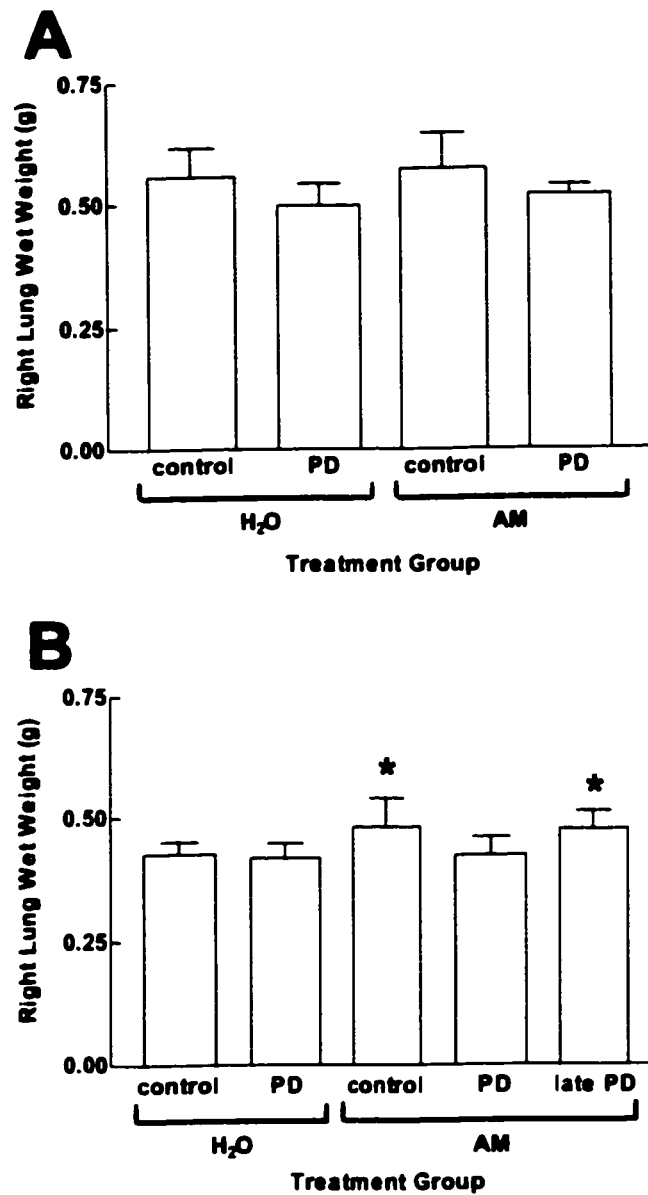 A
Right Lung Wet Weight (g)
0.75
0.50
0.25
0.00
control PD control PD
H₂O AM
Treatment Group
B
Right Lung Wet Weight (g)
0.75
0.50
0.25
0.00
* *
control PD control PD late PD
H₂O AM
Treatment Group